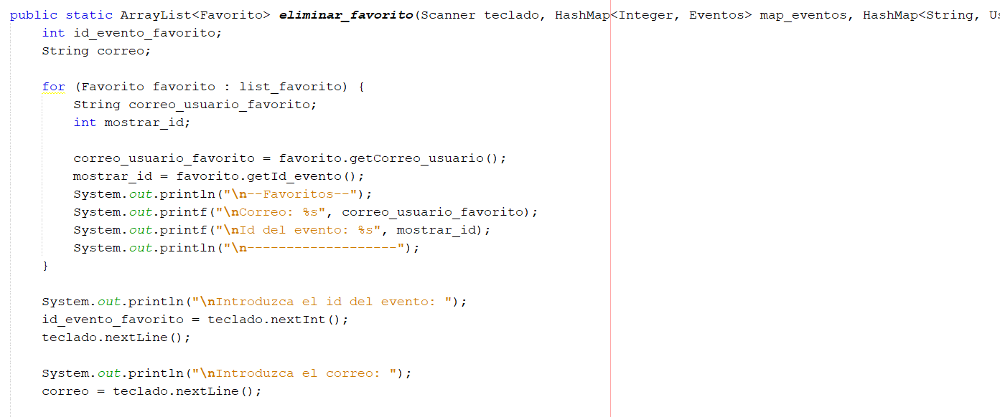 public static ArrayList<Favorito> eliminar_favorito(Scanner teclado, HashMap<Integer, Eventos> map_eventos, HashMap<String,
int id_evento_favorito;
String correo;
for (Favorito favorito : list_favorito) {
String correo_usuario_favorito;
int mostrar_id;
correo_usuario_favorito = favorito.getCorreo_usuario();
mostrar_id = favorito.getId_evento();
System.out.println("\n--Favoritos--");
System.out.printf("\nCorreo: %s", correo_usuario_favorito);
System.out.printf("\nId del evento: %s", mostrar_id);
System.out.println("\n-------------------");
}
System.out.println("\nIntroduzca el id del evento: ");
id_evento_favorito = teclado.nextInt();
teclado.nextLine();
System.out.println("\nIntroduzca el correo: ");
correo = teclado.nextLine();